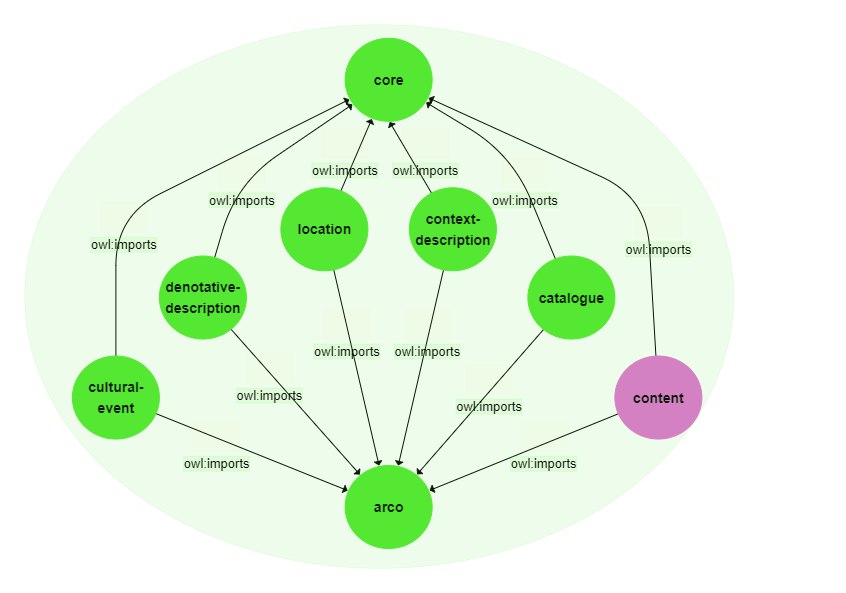 core
owl:imports
owl:imports
owl:imports
owl:imports
location
context-
description
owl:imports
owl:imports
denotative-
description
catalogue
owl:imports
owl:imports
cultural-
event
owl:imports
owl:imports
content
owl:imports
owl:imports
arco